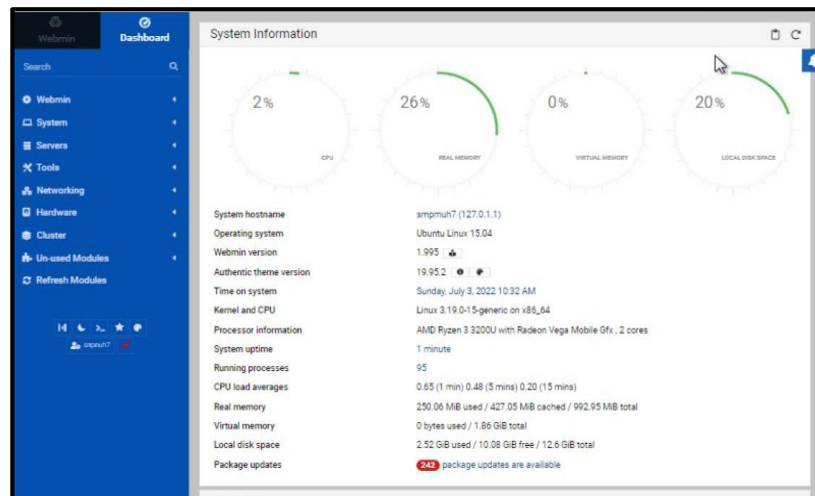 Webmin
Dashboard
Search
Webmin
System
Servers
Tools
Networking
Hardware
Cluster
Un-used Modules
Refresh Modules
smpmuh7
System Information
2%
CPU
26%
REAL MEMORY
0%
VIRTUAL MEMORY
20%
LOCAL DISK SPACE
System hostname smpmuh7 (127.0.1.1)
Operating system Ubuntu Linux 15.04
Webmin version 1.995
Authentic theme version 19.95.2
Time on system Sunday, July 3, 2022 10:32 AM
Kernel and CPU Linux 3.19.0-15-generic on x86_64
Processor information AMD Ryzen 3 3200U with Radeon Vega Mobile Gfx , 2 cores
System uptime 1 minute
Running processes 95
CPU load averages 0.65 (1 min) 0.48 (5 mins) 0.20 (15 mins)
Real memory 250.06 MiB used / 427.05 MiB cached / 992.95 MiB total
Virtual memory 0 bytes used / 1.86 GiB total
Local disk space 2.52 GiB used / 10.08 GiB free / 12.6 GiB total
Package updates 242 package updates are available